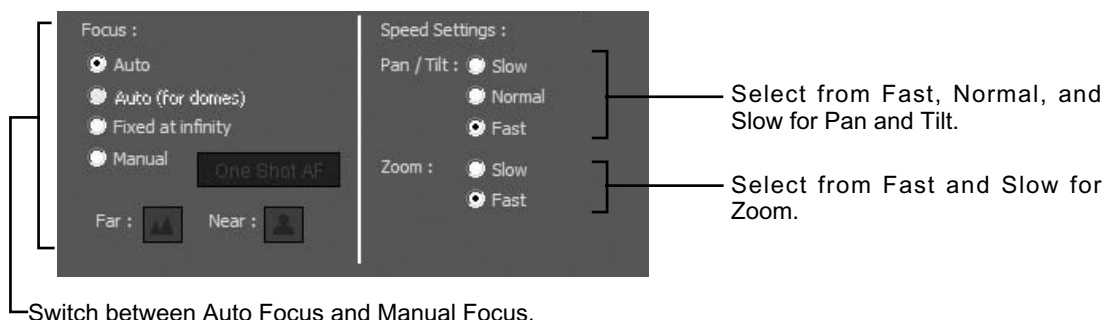 Focus :
Auto
Auto (for domes)
Fixed at infinity
Manual
One Shot AF
Far :
Near :
Speed Settings :
Pan / Tilt :
Slow
Normal
Fast
Zoom :
Slow
Fast
Select from Fast, Normal, and
Slow for Pan and Tilt.
Select from Fast and Slow for
Zoom.
Switch between Auto Focus and Manual Focus.